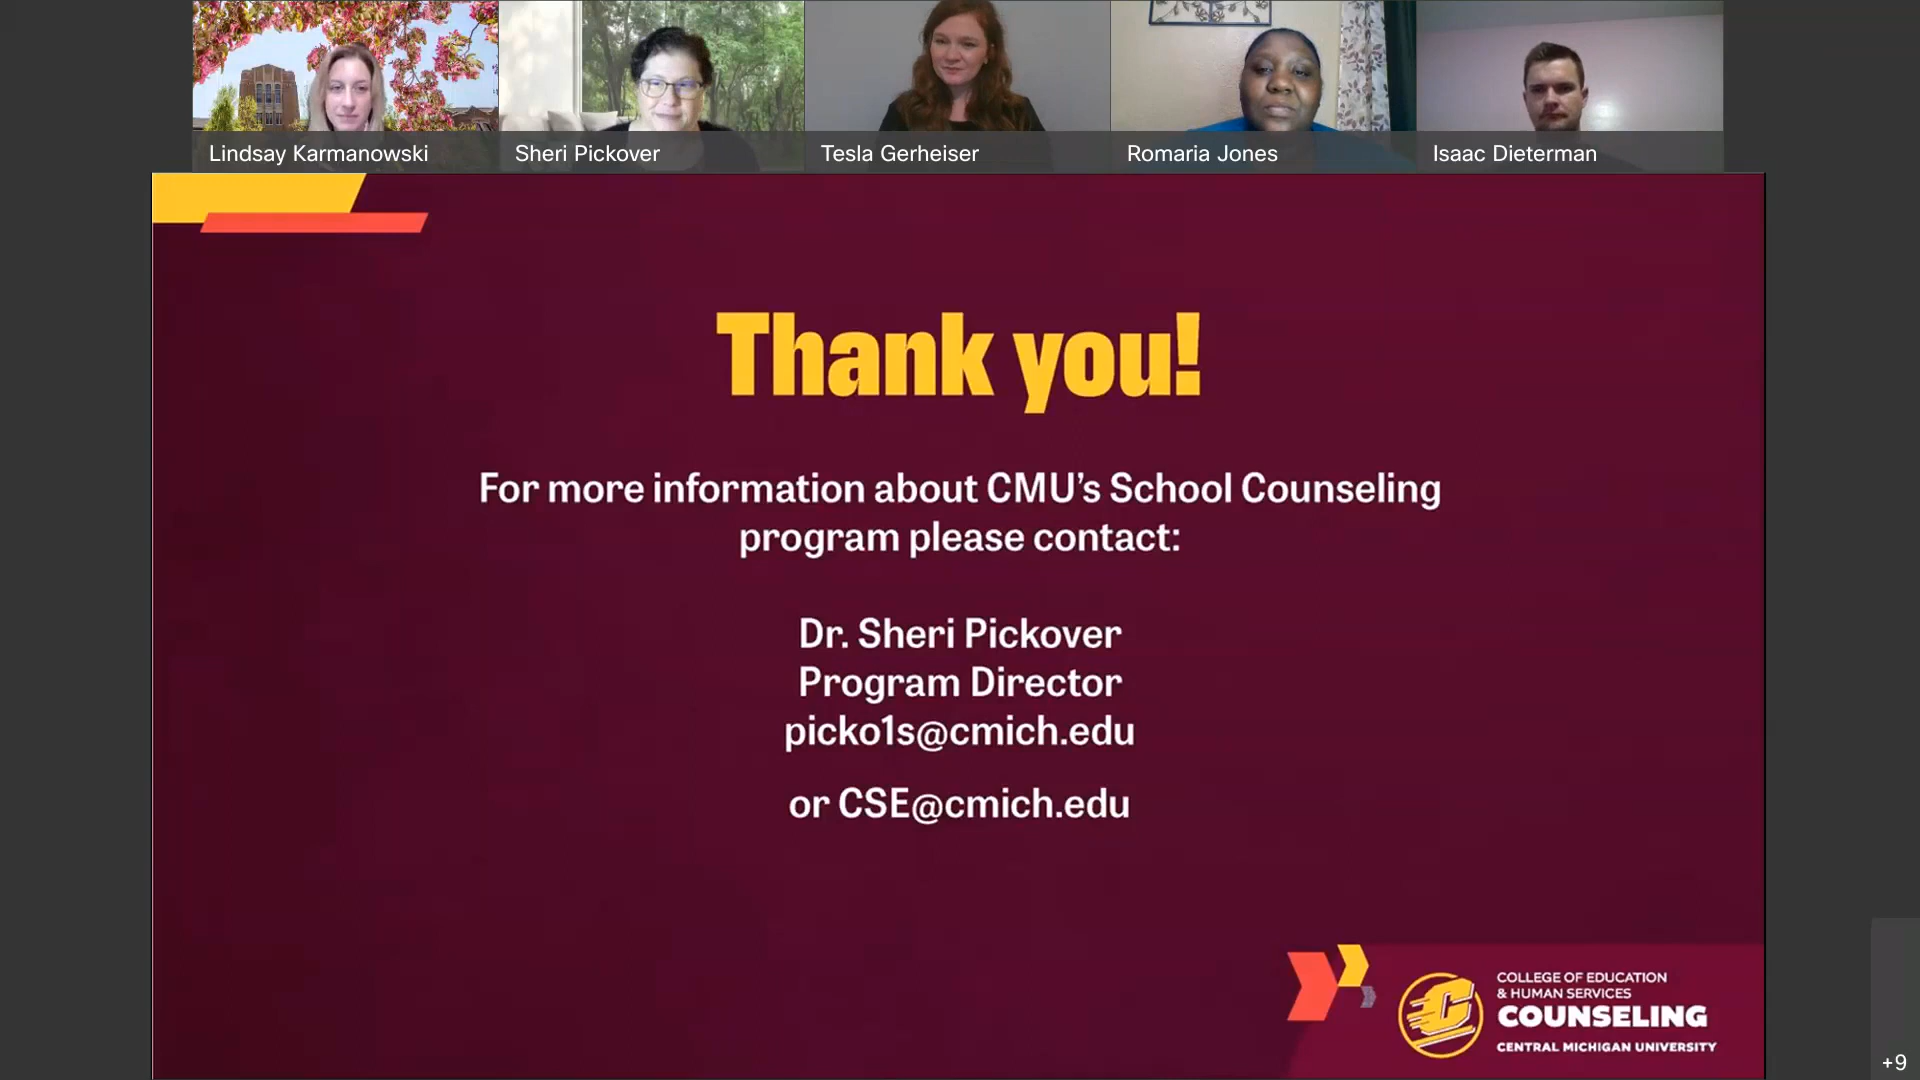 Lindsay Karmanowski
Sheri Pickover
Tesla Gerheiser
Romaria Jones
Isaac Dieterman
Thank you!
For more information about CMU’s School Counseling
program please contact:
Dr. Sheri Pickover
Program Director
picko1s@cmich.edu
or CSE@cmich.edu
COLLEGE OF EDUCATION
& HUMAN SERVICES
COUNSELING
CENTRAL MICHIGAN UNIVERSITY
+9